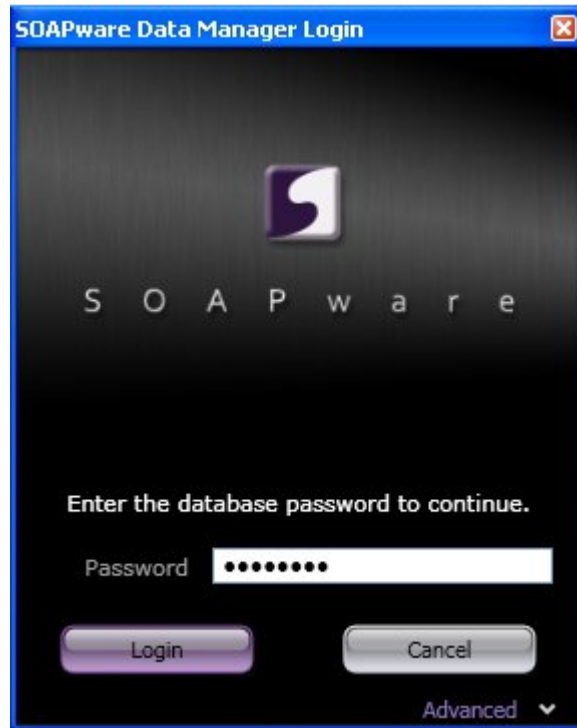 SOAPware Data Manager Login
S O A P w a r e
Enter the database password to continue.
Password ••••••••
Login Cancel
Advanced